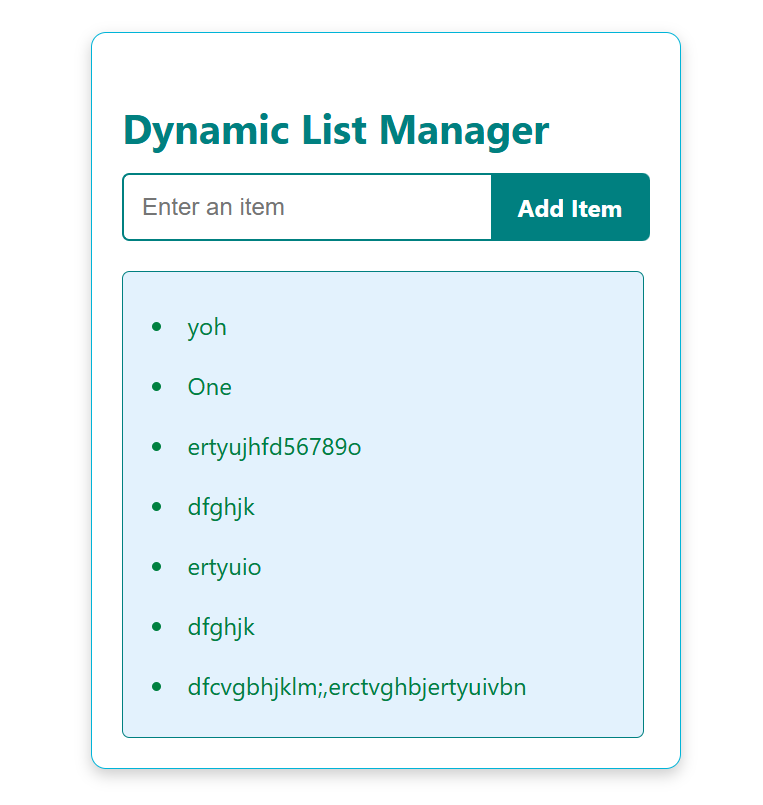 Dynamic List Manager
Enter an item
Add Item
yoh
One
ertyujhfd56789o
dfghjk
ertyuio
dfghjk
dfcvgbhjklm;,erctvghbjertyuivbn